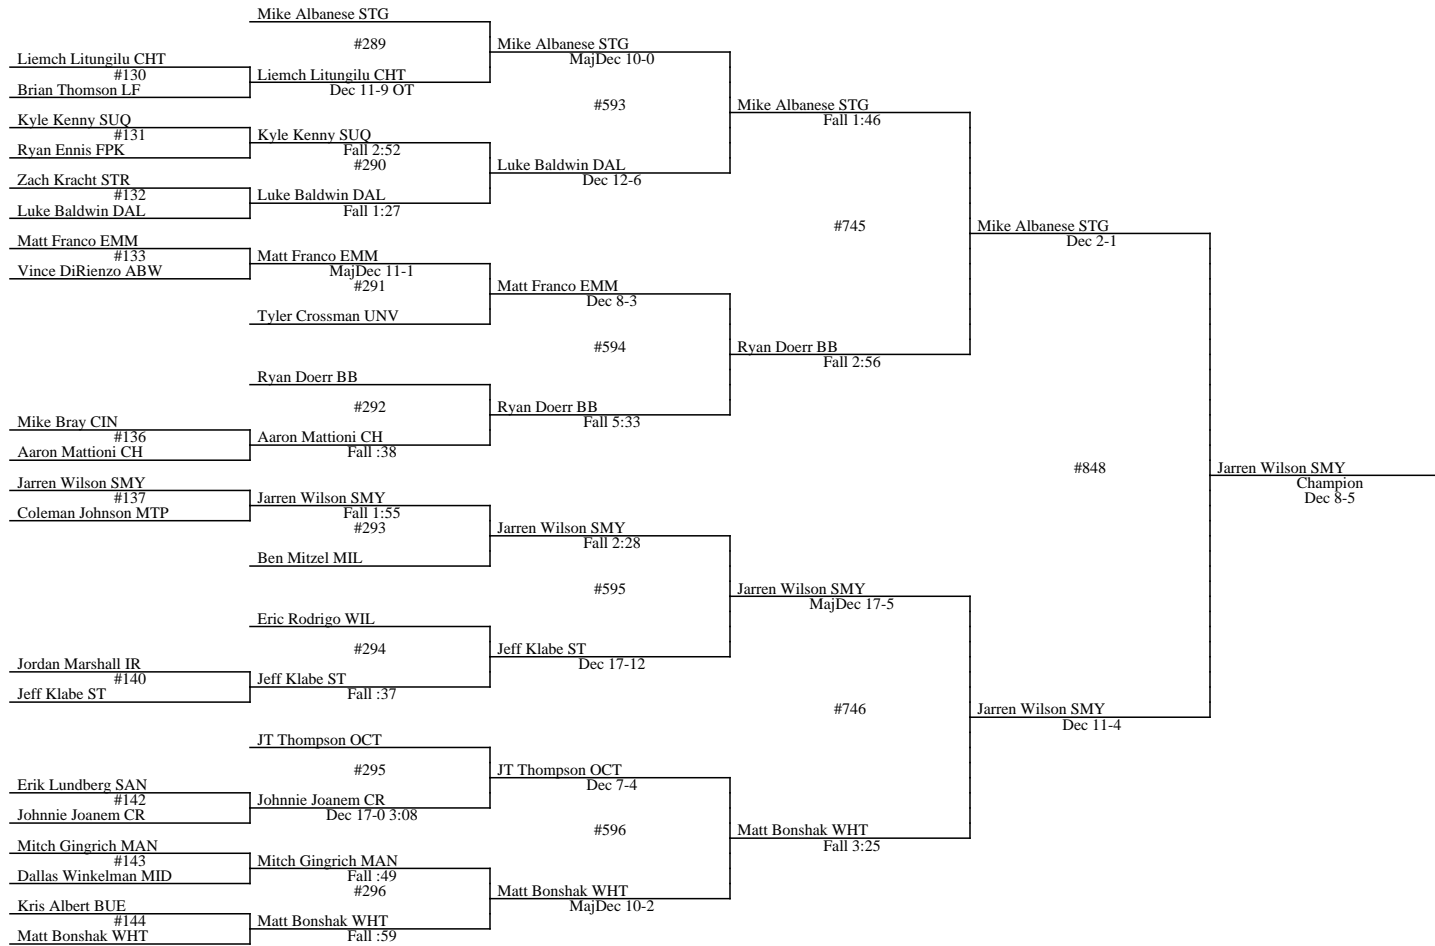 Mike Albanese STG
#289
Mike Albanese STG
MajDec 10-0
Liemch Litungilu CHT
#130
Liemch Litungilu CHT
Dec 11-9 OT
Brian Thomson LF
#593
Mike Albanese STG
Fall 1:46
Kyle Kenny SUQ
#131
Kyle Kenny SUQ
Fall 2:52
Ryan Ennis FPK
#290
Luke Baldwin DAL
Dec 12-6
Zach Kracht STR
#132
Luke Baldwin DAL
Fall 1:27
Luke Baldwin DAL
#745
Mike Albanese STG
Dec 2-1
Matt Franco EMM
#133
Matt Franco EMM
MajDec 11-1
Vince DiRienzo ABW
#291
Matt Franco EMM
Dec 8-3
Tyler Crossman UNV
#594
Ryan Doerr BB
Fall 2:56
Ryan Doerr BB
#292
Ryan Doerr BB
Fall 5:33
Mike Bray CIN
#136
Aaron Mattioni CH
Fall :38
Aaron Mattioni CH
#848
Jarren Wilson SMY
Champion
Dec 8-5
Jarren Wilson SMY
#137
Jarren Wilson SMY
Fall 1:55
Coleman Johnson MTP
#293
Jarren Wilson SMY
Fall 2:28
Ben Mitzel MIL
#595
Jarren Wilson SMY
MajDec 17-5
Eric Rodrigo WIL
#294
Jeff Klabe ST
Dec 17-12
Jordan Marshall IR
#140
Jeff Klabe ST
Fall :37
Jeff Klabe ST
#746
Jarren Wilson SMY
Dec 11-4
JT Thompson OCT
#295
JT Thompson OCT
Dec 7-4
Erik Lundberg SAN
#142
Johnnie Joanem CR
Dec 17-0 3:08
Johnnie Joanem CR
#596
Matt Bonshak WHT
Fall 3:25
Mitch Gingrich MAN
#143
Mitch Gingrich MAN
Fall :49
Dallas Winkelman MID
#296
Matt Bonshak WHT
MajDec 10-2
Kris Albert BUE
#144
Matt Bonshak WHT
Fall :59
Matt Bonshak WHT